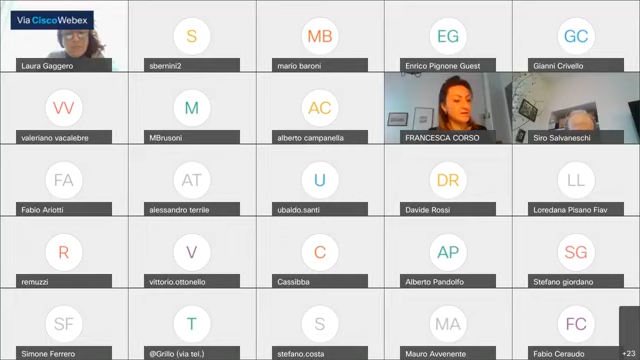 Via CiscoWebex
Laura Gaggero
S
sbernini2
MB
mario baroni
EG
Enrico Pignone Guest
GC
Gianni Crivello
VV
valeriano vacalebre
M
MBrusoni
AC
alberto campanella
FRANCESCA CORSO
Siro Salvaneschi
FA
Fabio Ariotti
AT
alessandro terrile
U
ubaldo.santi
DR
Davide Rossi
LL
Loredana Pisano Fiav
R
remuzzi
V
vittorio.ottonello
C
Cassibba
AP
Alberto Pandolfo
SG
Stefano giordano
SF
Simone Ferrero
T
@Grillo (via tel.)
S
stefano.costa
MA
Mauro Avvenente
FC
Fabio Ceraudo
+23